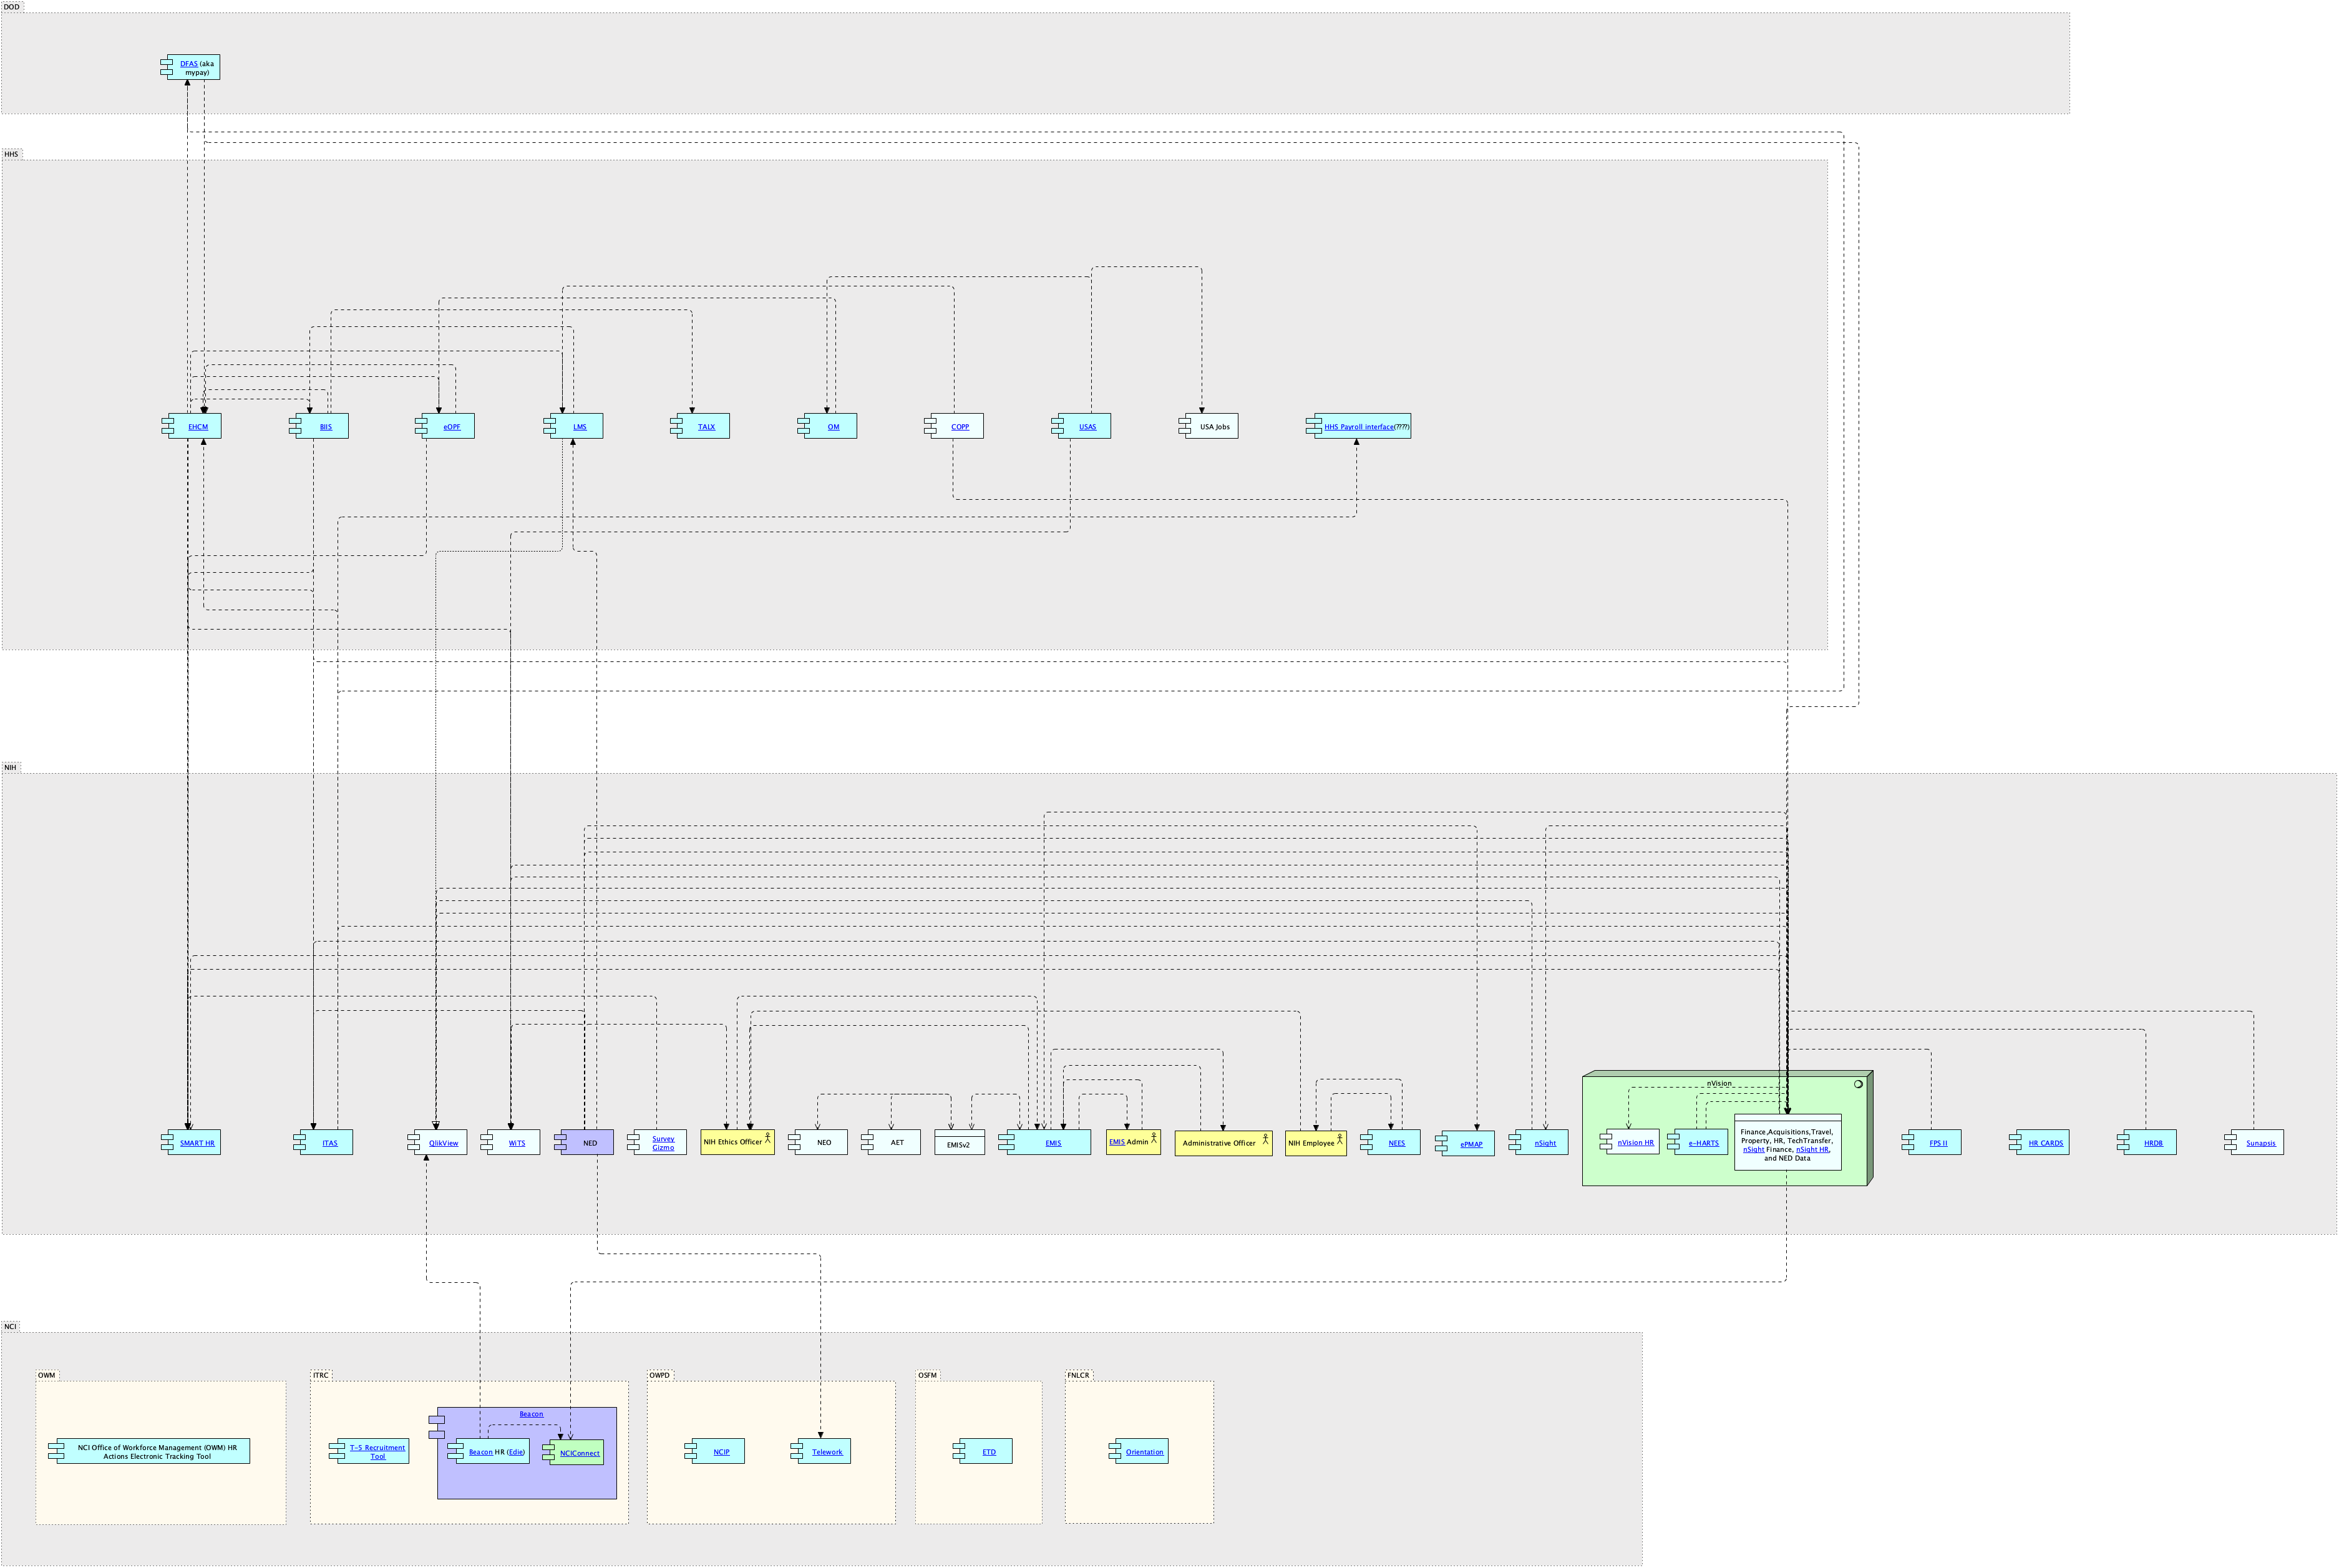 DOD
DFAS (aka
mypay)
HHS
EHCM
BIIS
eOPF
LMS
TALX
OM
COPP
USAS
USA Jobs
HHS Payroll interface(????)
NIH
nVision
SMART HR
ITAS
QlikView
WiTS
NED
Survey
Gizmo
NIH Ethics Officer
NEO
AET
EMISv2
EMIS
EMIS Admin
Administrative Officer
NIH Employee
NEES
ePMAP
nSight
nVision HR
e-HARTS
Finance,Acquisitions,Travel,
Property, HR, TechTransfer,
nSight Finance, nSight HR,
and NED Data
FPS II
HR CARDS
HRDB
Sunapsis
NCI
OWM
NCI Office of Workforce Management (OWM) HR
Actions Electronic Tracking Tool
ITRC
T-5 Recruitment
Tool
Beacon
Beacon HR (Edie)
NCIConnect
OWPD
NCIP
Telework
OSFM
ETD
FNLCR
Orientation